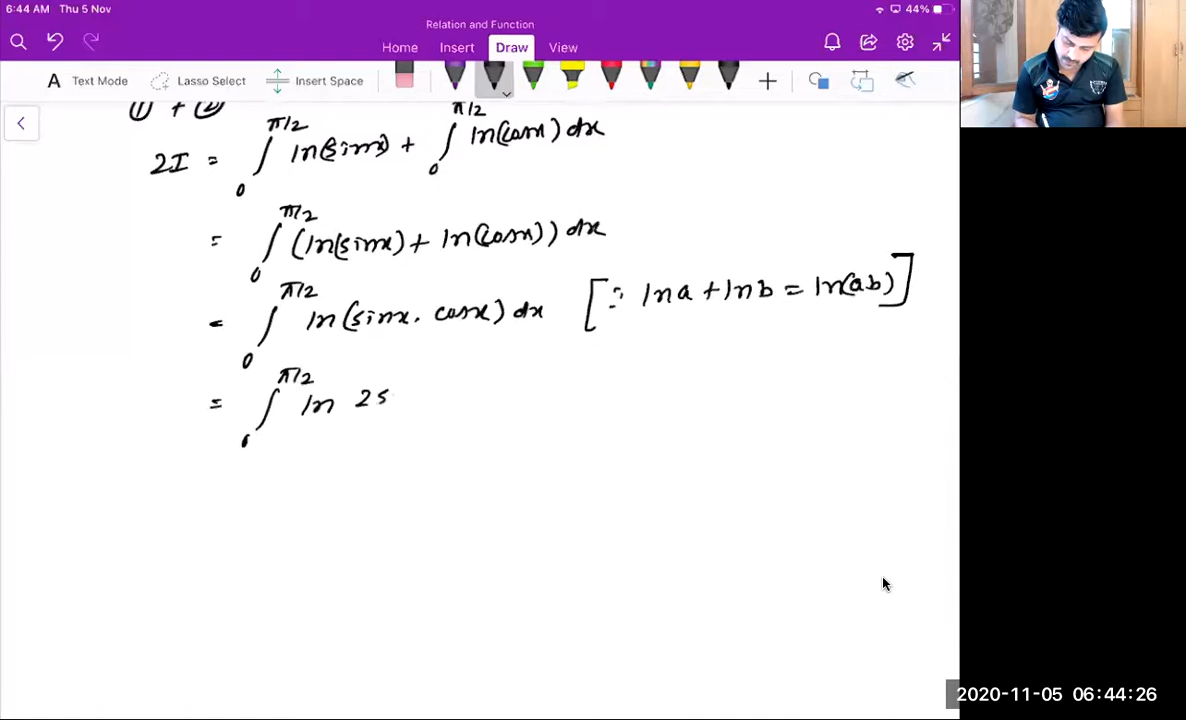 6:44 AM Thu 5 Nov
44%
Relation and Function
Home Insert Draw View
A Text Mode Lasso Select Insert Space
① + ②
2I = ∫₀^{π/2} ln(sinx) + ∫₀^{π/2} ln(cosx) dx
= ∫₀^{π/2} (ln(sinx) + ln(cosx)) dx
= ∫₀^{π/2} ln(sinx . cosx) dx [∵ lna + lnb = ln(ab)]
= ∫₀^{π/2} ln 2s
2020-11-05 06:44:26